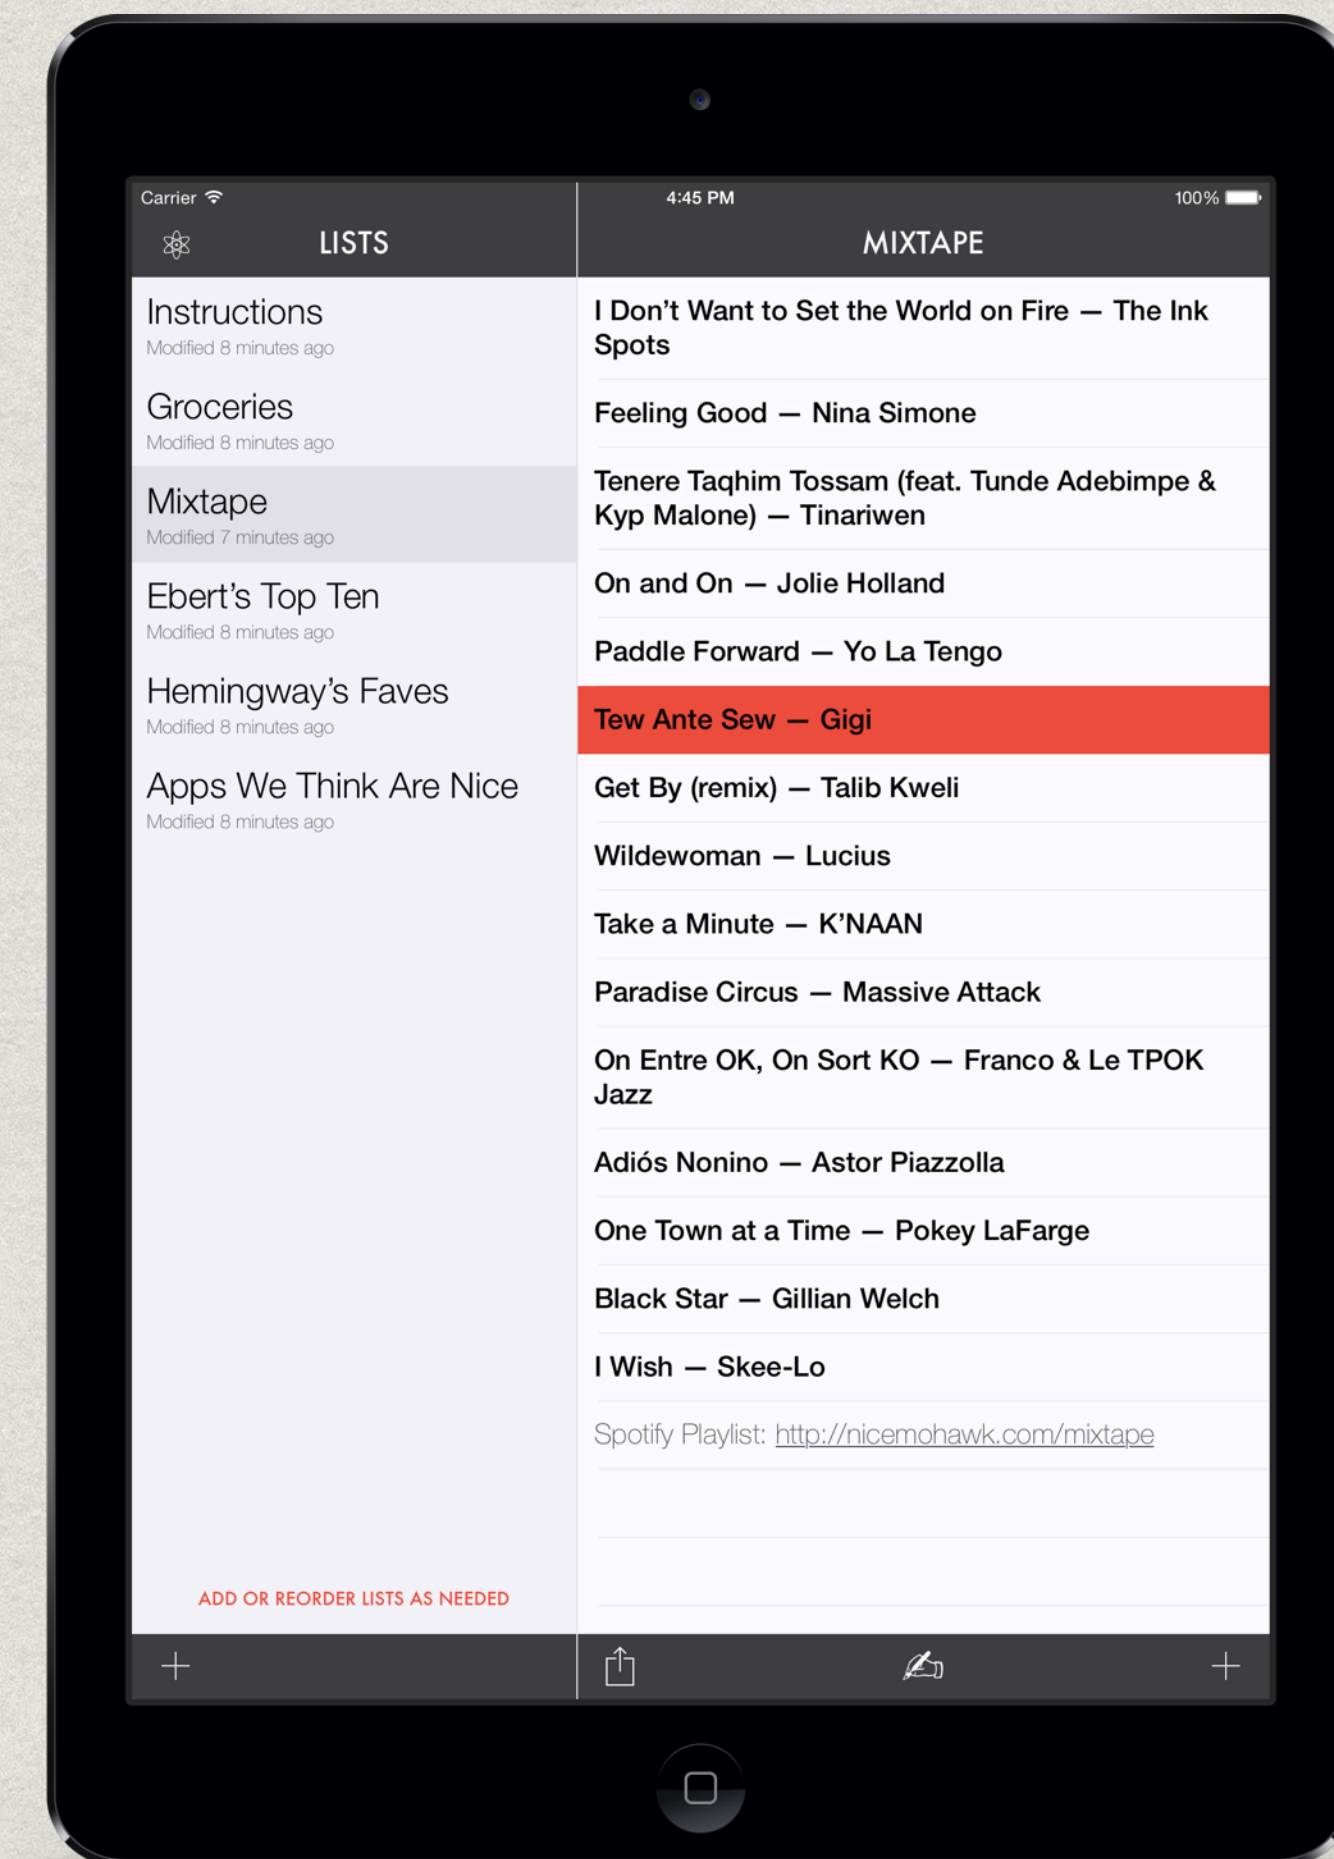 Carrier
4:45 PM
100%
LISTS
MIXTAPE
Instructions
Modified 8 minutes ago
Groceries
Modified 8 minutes ago
Mixtape
Modified 7 minutes ago
Ebert’s Top Ten
Modified 8 minutes ago
Hemingway’s Faves
Modified 8 minutes ago
Apps We Think Are Nice
Modified 8 minutes ago
ADD OR REORDER LISTS AS NEEDED
I Don’t Want to Set the World on Fire — The Ink
Spots
Feeling Good — Nina Simone
Tenere Taqhim Tossam (feat. Tunde Adebimpe &
Kyp Malone) — Tinariwen
On and On — Jolie Holland
Paddle Forward — Yo La Tengo
Tew Ante Sew — Gigi
Get By (remix) — Talib Kweli
Wildewoman — Lucius
Take a Minute — K’NAAN
Paradise Circus — Massive Attack
On Entre OK, On Sort KO — Franco & Le TPOK
Jazz
Adiós Nonino — Astor Piazzolla
One Town at a Time — Pokey LaFarge
Black Star — Gillian Welch
I Wish — Skee-Lo
Spotify Playlist: http://nicemohawk.com/mixtape